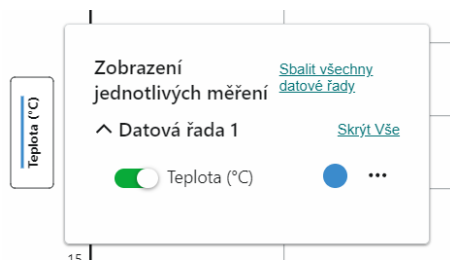 Teplota (°C)
Zobrazení
jednotlivých měření
Sbalit všechny
datové řady
Datová řada 1
Skrýt Vše
Teplota (°C)
15